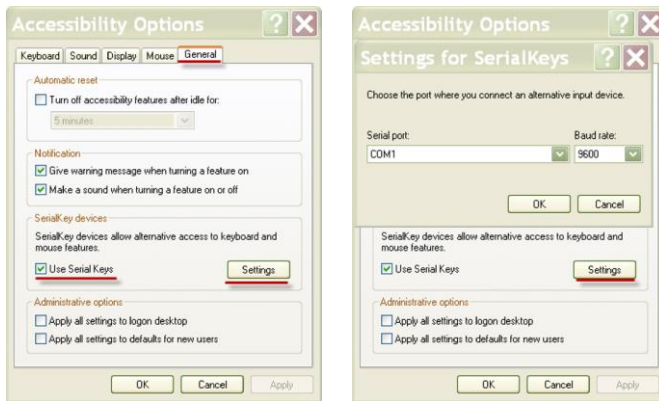 Accessibility Options
Keyboard Sound Display Mouse General
Automatic reset
Turn off accessibility features after idle for:
5 minutes
Notification
Give warning message when turning a feature on
Make a sound when turning a feature on or off
SerialKey devices
SerialKey devices allow alternative access to keyboard and
mouse features.
Use Serial Keys
Settings
Administrative options
Apply all settings to logon desktop
Apply all settings to defaults for new users
OK Cancel Apply
Accessibility Options
Settings for SerialKeys
Choose the port where you connect an alternative input device.
Serial port: Baud rate:
COM1 9600
OK Cancel
SerialKey devices allow alternative access to keyboard and
mouse features.
Use Serial Keys
Settings
Administrative options
Apply all settings to logon desktop
Apply all settings to defaults for new users
OK Cancel Apply